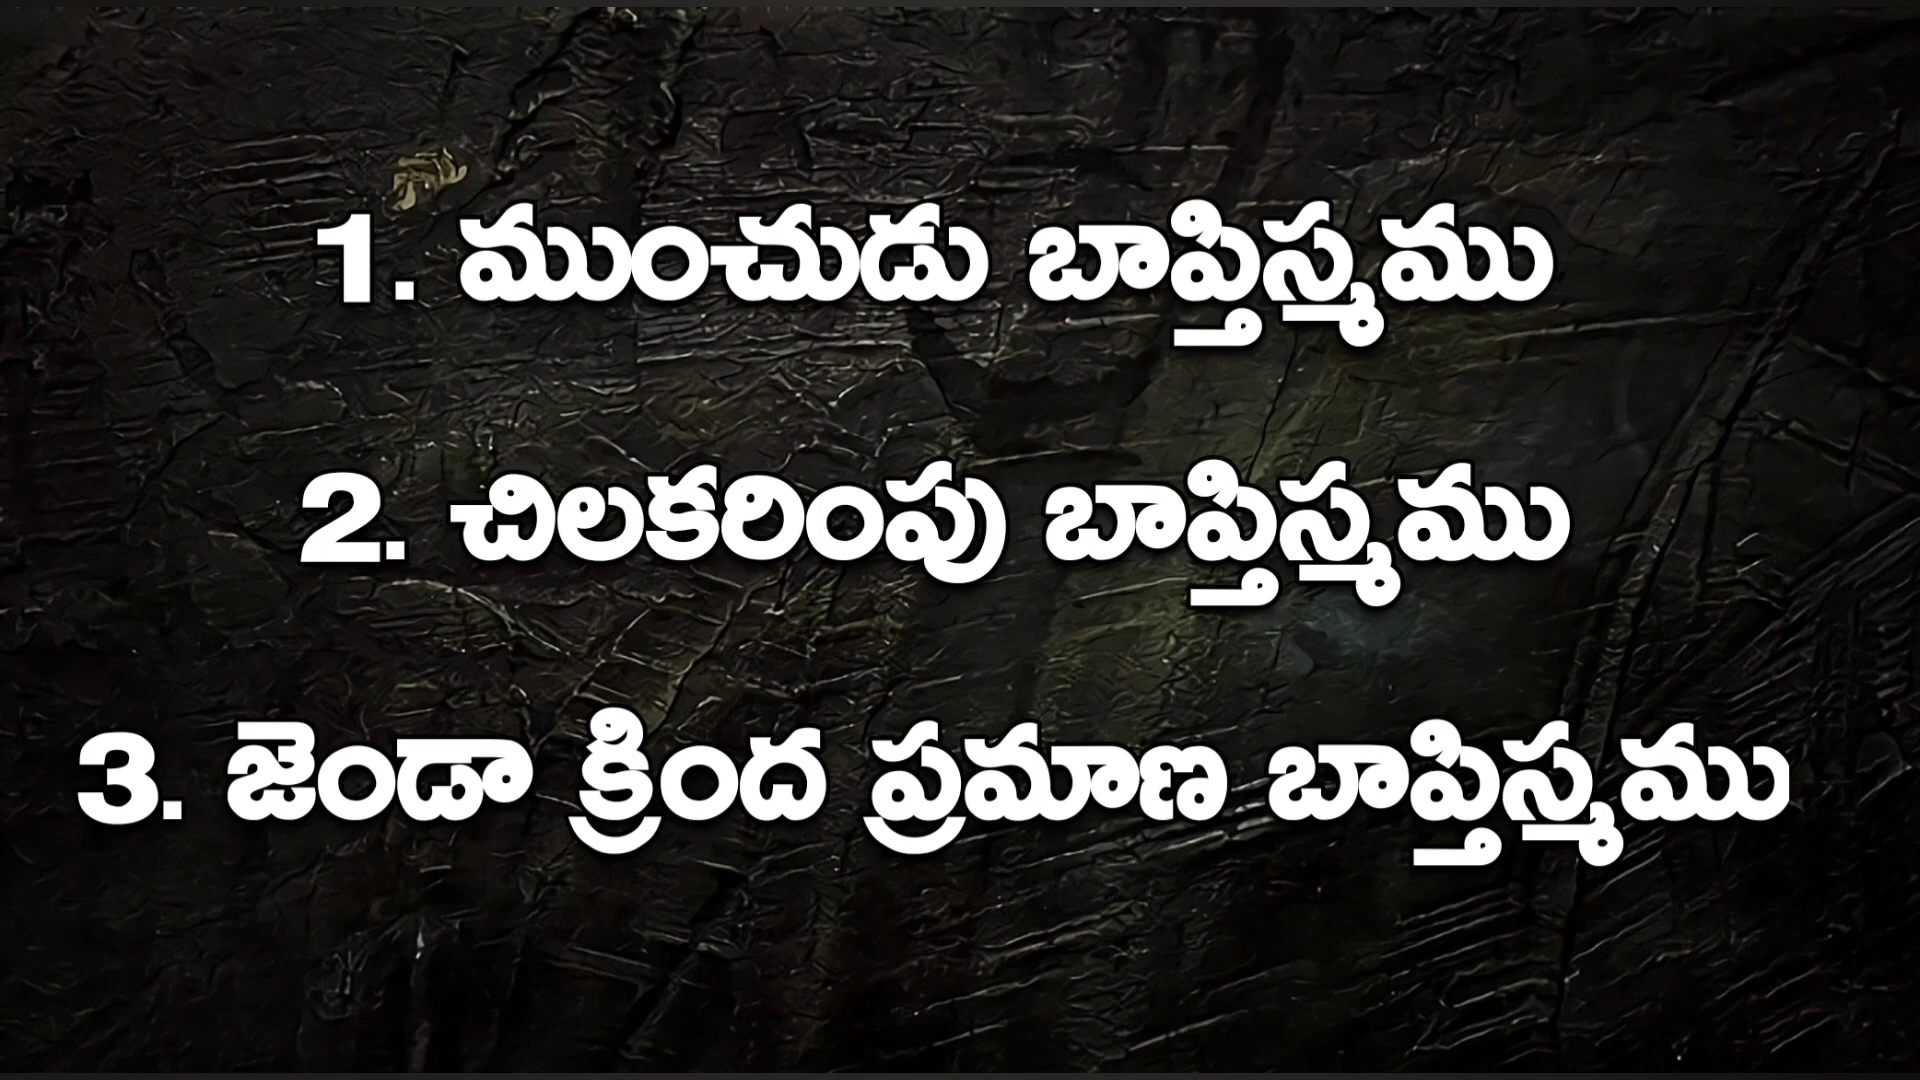 1. ముంచుడు బాప్తిస్మము
2. చిలకరింపు బాప్తిస్మము
3. జెండా క్రింద ప్రమాణ బాప్తిస్మము